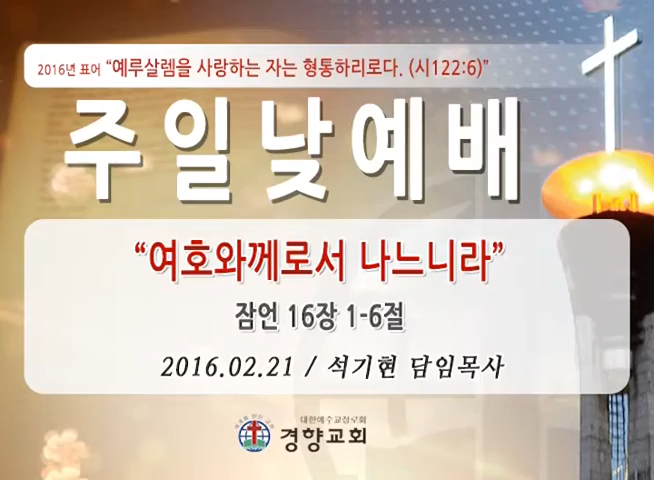 2016년 표어 “예루살렘을 사랑하는 자는 형통하리로다. (시122:6)”
주일낮예배
“여호와께로서 나느니라”
잠언 16장 1-6절
2016.02.21 / 석기현 담임목사
대한예수교장로회
경향교회